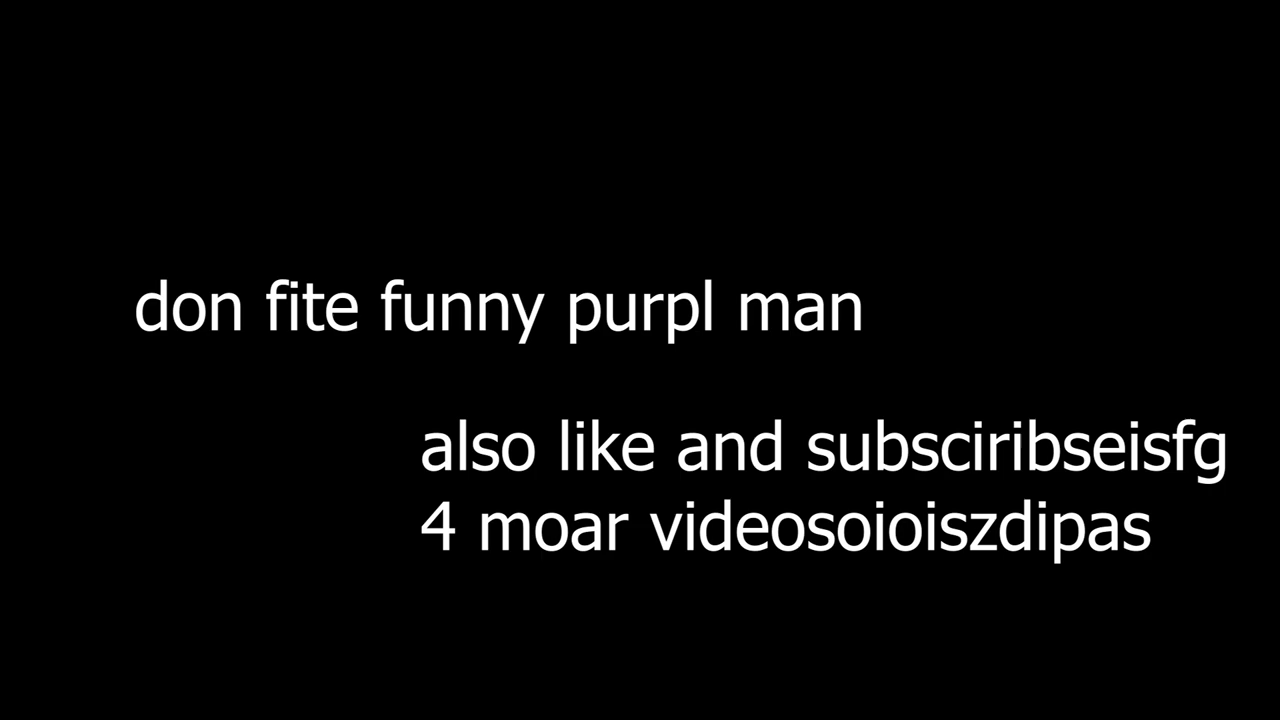 don fite funny purpl man
also like and subsciribseisfg
4 moar videosoioiszdipas